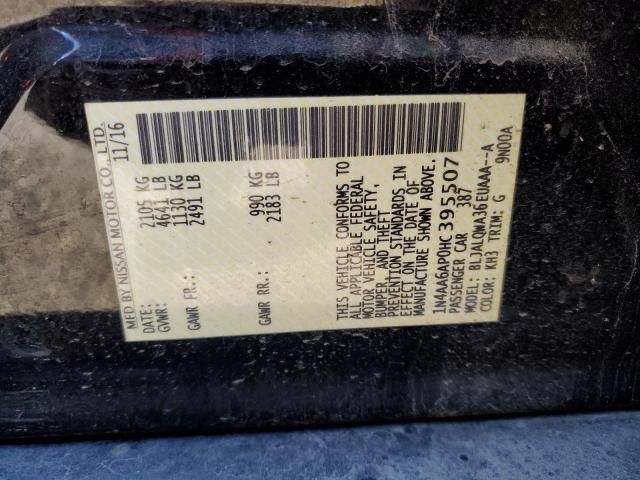 MFD BY NISSAN MOTOR CO., LTD.
DATE: 11/16
GVWR: 2105 KG
4641 LB
GAWR FR.: 1130 KG
2491 LB
GAWR RR.: 990 KG
2183 LB
THIS VEHICLE CONFORMS TO
ALL APPLICABLE FEDERAL
MOTOR VEHICLE SAFETY,
BUMPER, AND THEFT
PREVENTION STANDARDS IN
EFFECT ON THE DATE OF
MANUFACTURE SHOWN ABOVE.
1N4AA6AP0HC395507
PASSENGER CAR 387
MODEL: BLJALQWA36EUAAA--A
COLOR: KH3 TRIM: G 9N00A